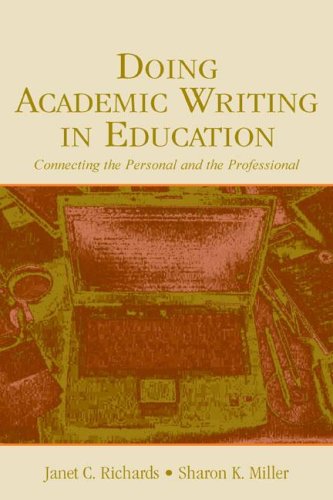 DOING
ACADEMIC WRITING
IN EDUCATION
Connecting the Personal and the Professional
Janet C. Richards • Sharon K. Miller